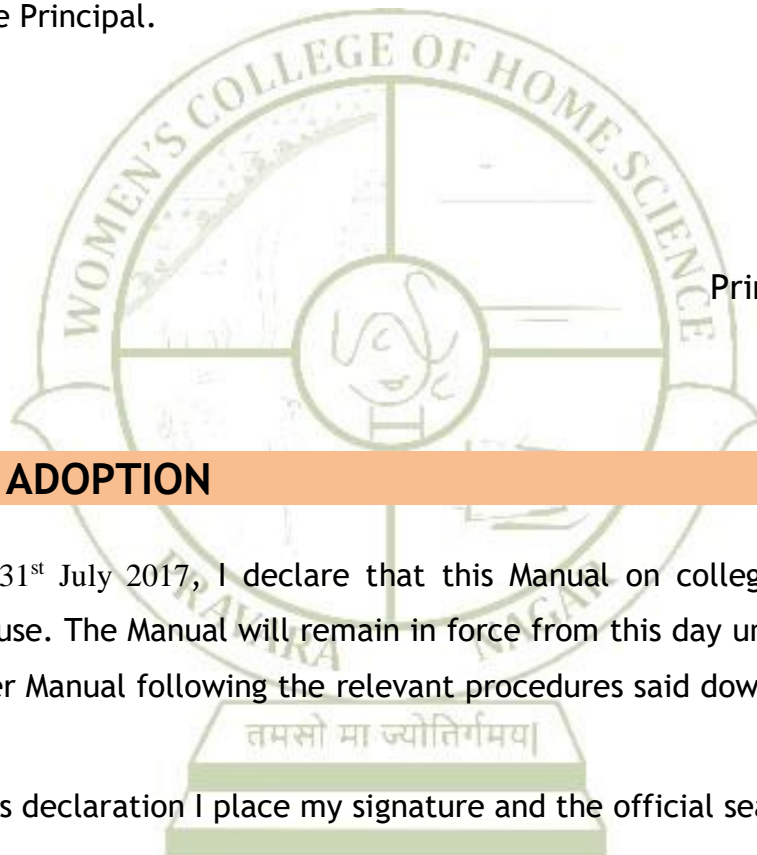 e Principal.
WOMEN'S COLLEGE OF HOME SCIENCE
Prin
ADOPTION
31st July 2017, I declare that this Manual on colleg
use. The Manual will remain in force from this day un
er Manual following the relevant procedures said dow
PRAVARA NAGAR
तमसो मा ज्योतिर्गमय|
s declaration I place my signature and the official sea